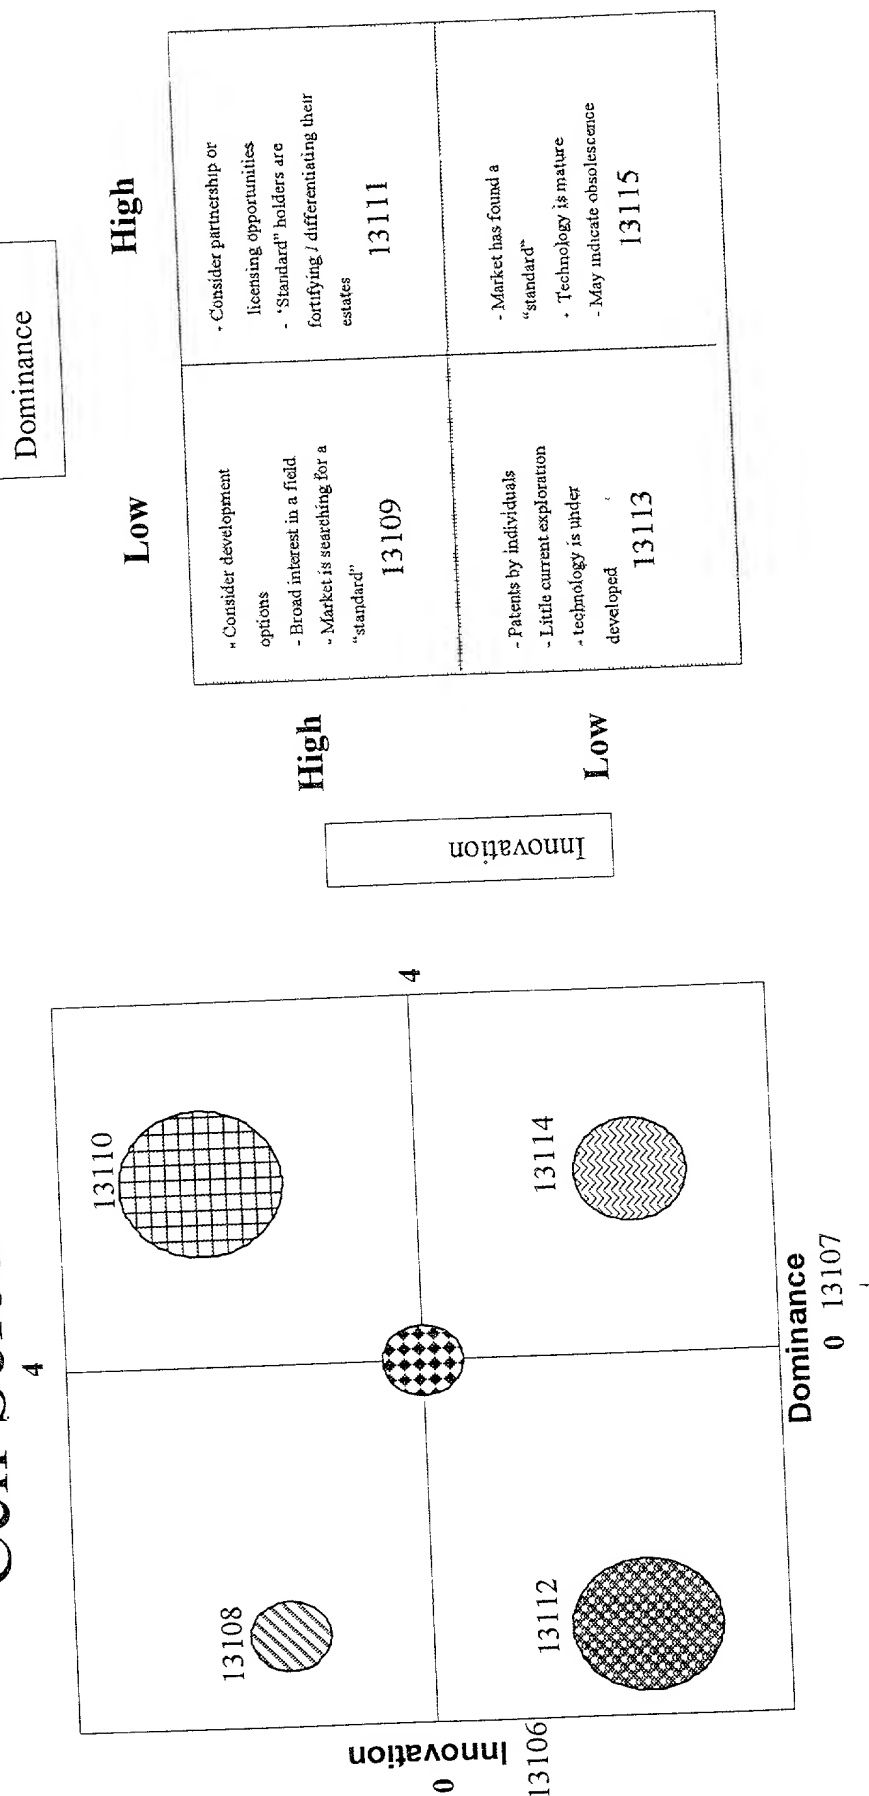 4
13108
13110
4
Innovation
0
13106
13112
13114
Dominance
0 13107
Dominance
Low
High
Innovation
High
Low
- Consider development
options
- Broad interest in a field
- Market is searching for a
“standard”
13109
- Consider partnership or
licensing opportunities
- ‘Standard” holders are
fortifying / differentiating their
estates
13111
- Patents by individuals
- Little current exploration
- technology is under
developed
13113
- Market has found a
“standard”
- Technology is mature
- May indicate obsolescence
13115